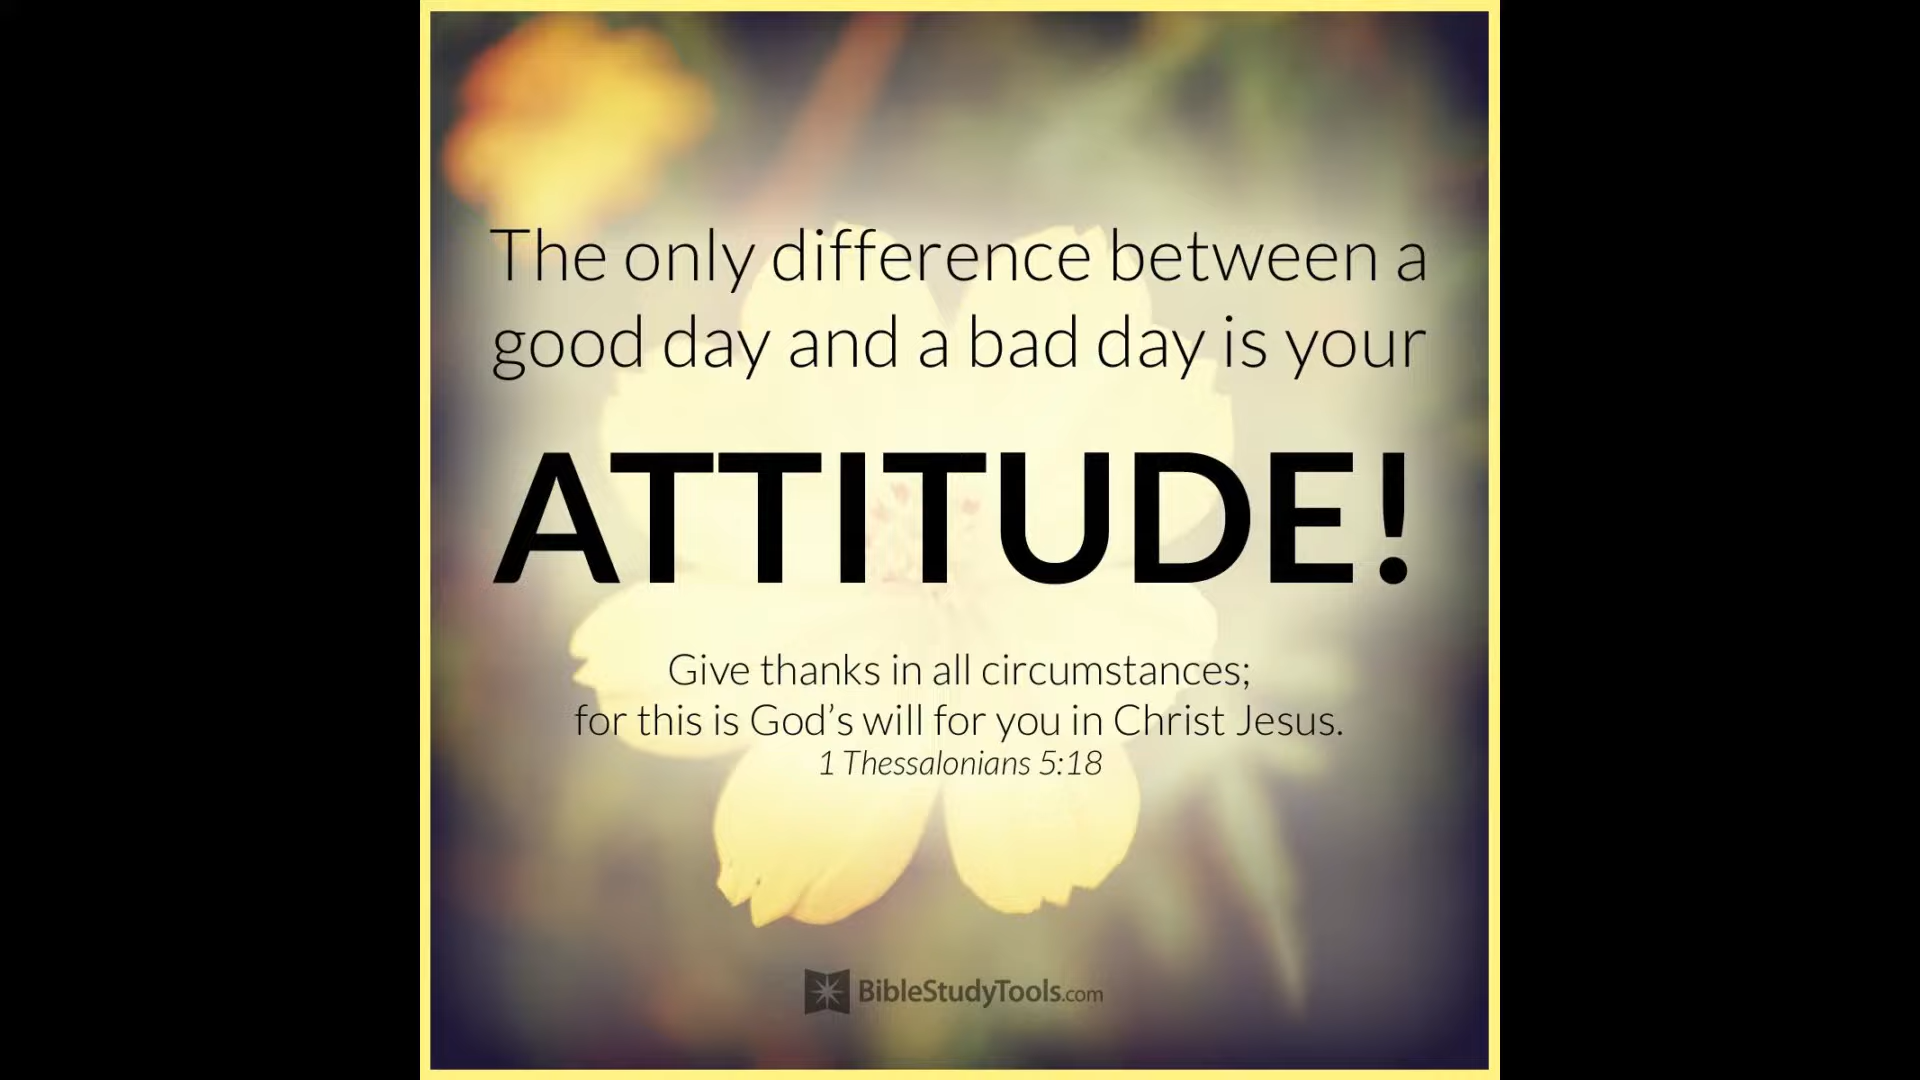 The only difference between a
good day and a bad day is your
ATTITUDE!
Give thanks in all circumstances;
for this is God’s will for you in Christ Jesus.
1 Thessalonians 5:18
BibleStudyTools.com